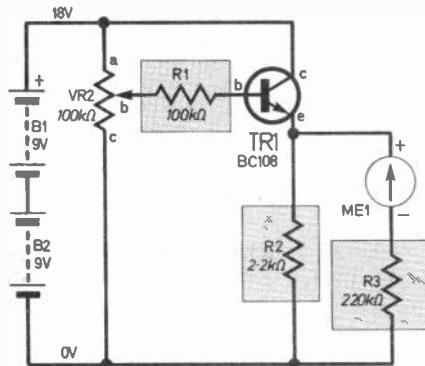 18V
a
R1
c
+
VR2
b
b
100kΩ
100kΩ
e
B1
c
TR1
+
9V
BC108
ME1
−
B2
R2
R3
9V
2·2kΩ
220kΩ
0V